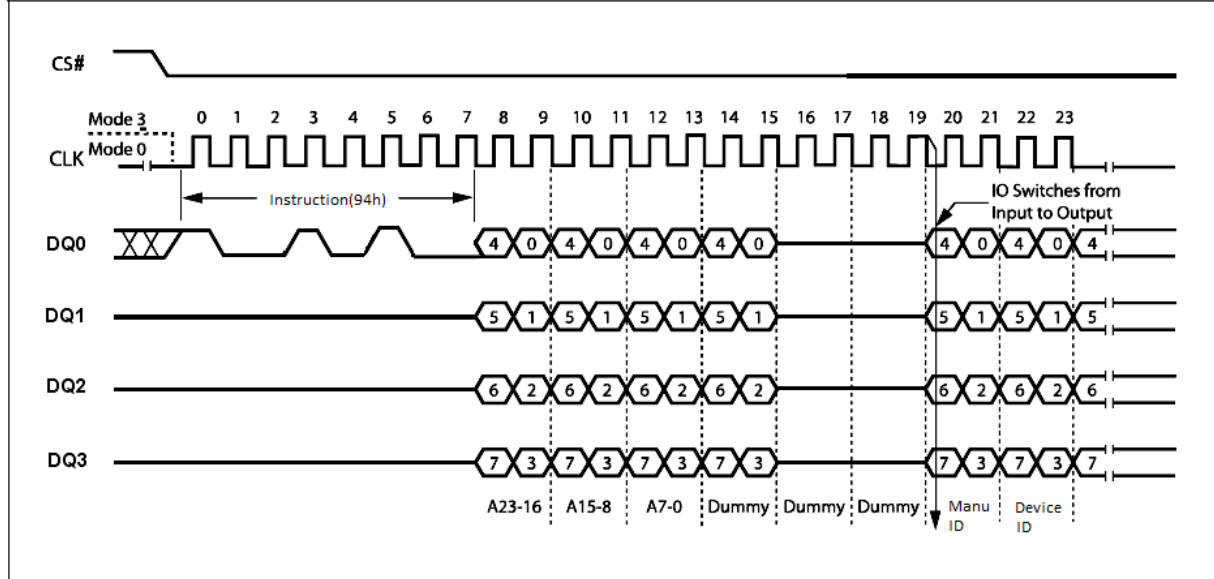 CS#
Mode 3
0 1 2 3 4 5 6 7 8 9 10 11 12 13 14 15 16 17 18 19 20 21 22 23
Mode 0
CLK
IO Switches from
Instruction(94h)
Input to Output
DQ0 4 0 4 0 4 0 4 0 4 0 4 0 4
DQ1 5 1 5 1 5 1 5 1 5 1 5 1 5
DQ2 6 2 6 2 6 2 6 2 6 2 6 2 6
DQ3 7 3 7 3 7 3 7 3 7 3 7 3 7
A23-16 A15-8 A7-0 Dummy Dummy Dummy Manu Device
ID ID